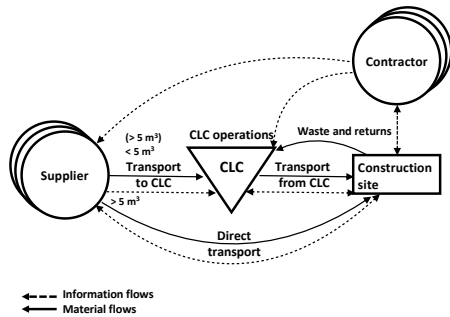 Contractor
(> 5 m³)
< 5 m³
CLC operations
Waste and returns
Supplier
Transport
to CLC
CLC
Transport
from CLC
Construction
site
> 5 m³
Direct
transport
Information flows
Material flows